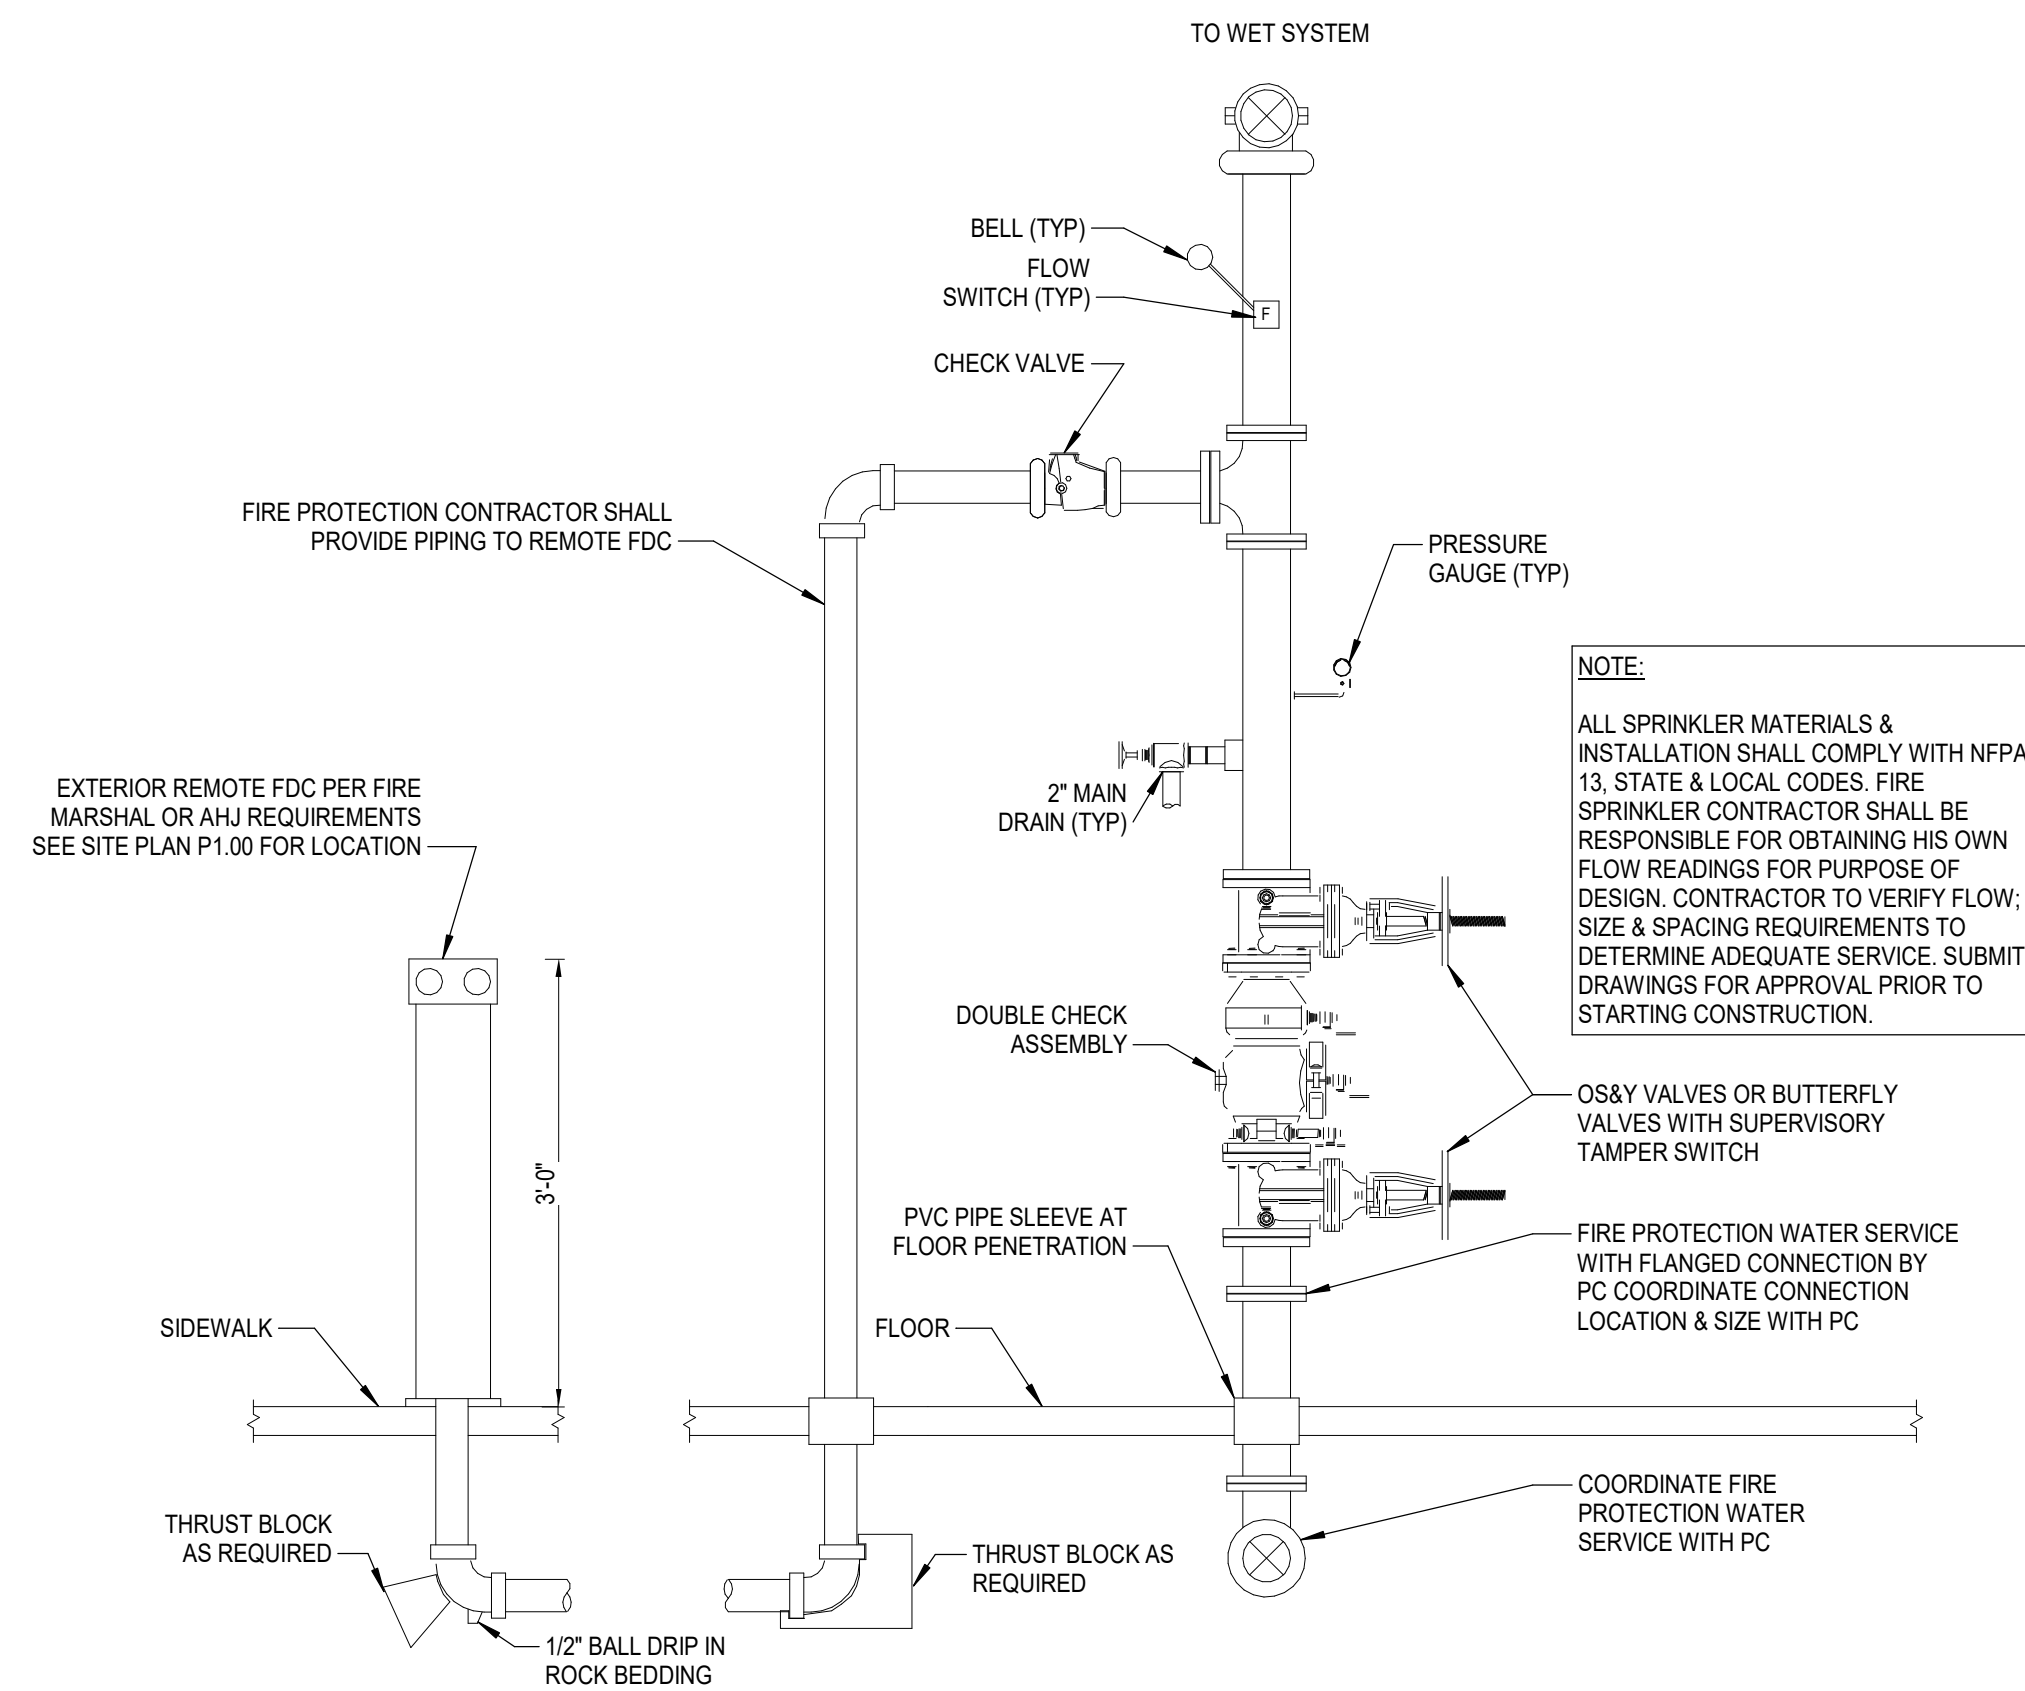 TO WET SYSTEM
BELL (TYP)
FLOW
SWITCH (TYP)
F
CHECK VALVE
FIRE PROTECTION CONTRACTOR SHALL
PROVIDE PIPING TO REMOTE FDC
PRESSURE
GAUGE (TYP)
NOTE:
ALL SPRINKLER MATERIALS &
INSTALLATION SHALL COMPLY WITH NFPA
13, STATE & LOCAL CODES. FIRE
SPRINKLER CONTRACTOR SHALL BE
RESPONSIBLE FOR OBTAINING HIS OWN
FLOW READINGS FOR PURPOSE OF
DESIGN. CONTRACTOR TO VERIFY FLOW;
SIZE & SPACING REQUIREMENTS TO
DETERMINE ADEQUATE SERVICE. SUBMIT
DRAWINGS FOR APPROVAL PRIOR TO
STARTING CONSTRUCTION.
EXTERIOR REMOTE FDC PER FIRE
MARSHAL OR AHJ REQUIREMENTS
SEE SITE PLAN P1.00 FOR LOCATION
2" MAIN
DRAIN (TYP)
DOUBLE CHECK
ASSEMBLY
OS&Y VALVES OR BUTTERFLY
VALVES WITH SUPERVISORY
TAMPER SWITCH
3'-0"
PVC PIPE SLEEVE AT
FLOOR PENETRATION
FIRE PROTECTION WATER SERVICE
WITH FLANGED CONNECTION BY
PC COORDINATE CONNECTION
LOCATION & SIZE WITH PC
SIDEWALK
FLOOR
COORDINATE FIRE
PROTECTION WATER
SERVICE WITH PC
THRUST BLOCK
AS REQUIRED
THRUST BLOCK AS
REQUIRED
1/2" BALL DRIP IN
ROCK BEDDING